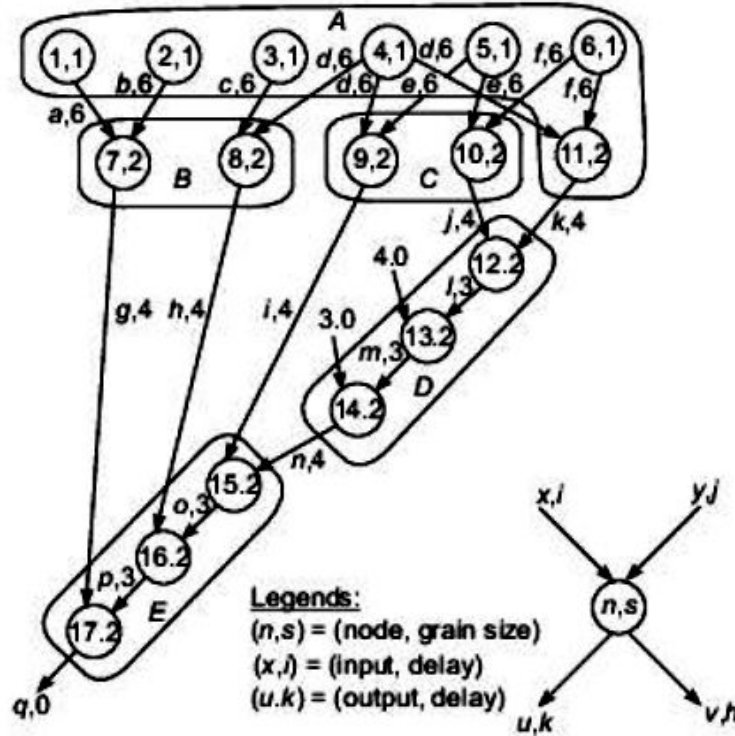 A
1,1 2,1 3,1 4,1 5,1 6,1
d,6 d,6 f,6
a,6 b,6 c,6 d,6 e,6 e,6 f,6
7,2 8,2 9,2 10,2 11,2
B C
j,4 k,4
12.2
4.0
l,3
g,4 h,4 i,4
3.0
13.2
m,3
D
14.2
n,4
15.2
o,3
16.2
p,3
E
17.2
q,0
Legends:
(n,s) = (node, grain size)
(x,i) = (input, delay)
(u.k) = (output, delay)
x,i y,j
n,s
u,k v,h